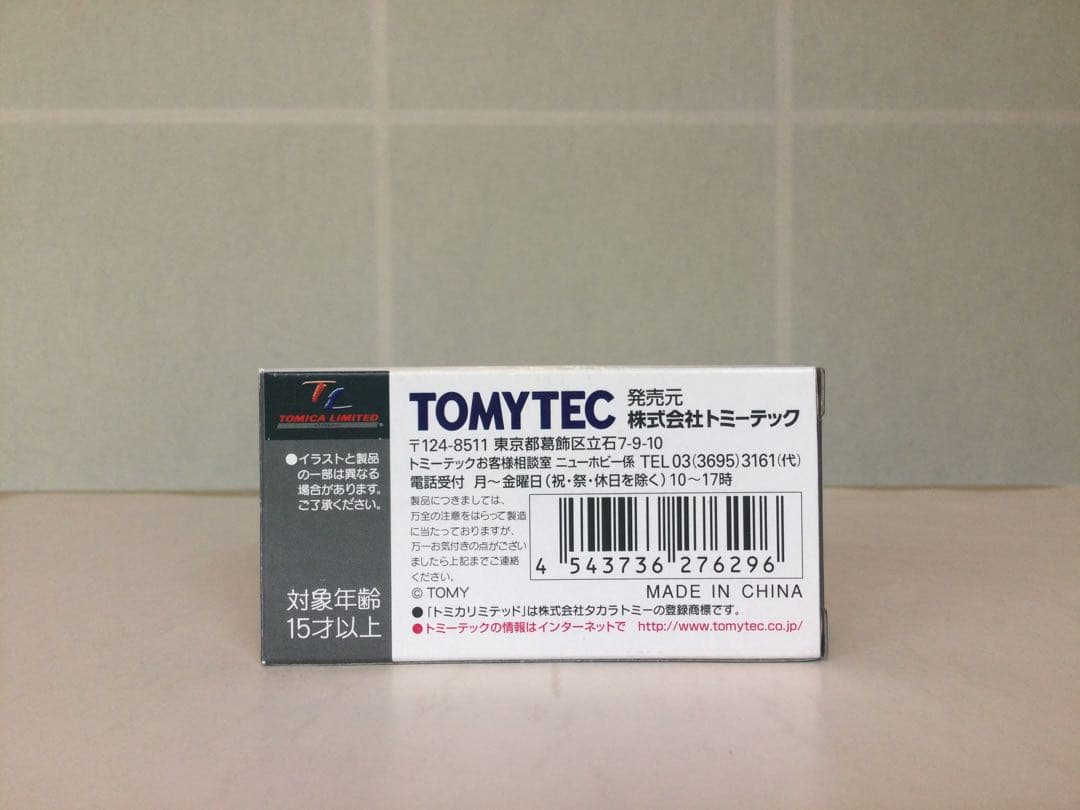 TOMICA LIMITED
●イラストと製品
の一部は異なる
場合があります。
ご了承ください。
対象年齢
15才以上
TOMYTEC 発売元
株式会社トミーテック
〒124-8511 東京都葛飾区立石7-9-10
トミーテックお客様相談室 ニューホビー係 TEL 03(3695)3161(代)
電話受付 月～金曜日(祝・祭・休日を除く)10～17時
製品につきましては、
万全の注意をはらって製造
に当たっておりますが、
万一お気付きの点がござい
ましたら上記までご連絡
ください。
4 543736 276296
© TOMY MADE IN CHINA
●「トミカリミテッド」は株式会社タカラトミーの登録商標です。
●トミーテックの情報はインターネットで http://www.tomytec.co.jp/